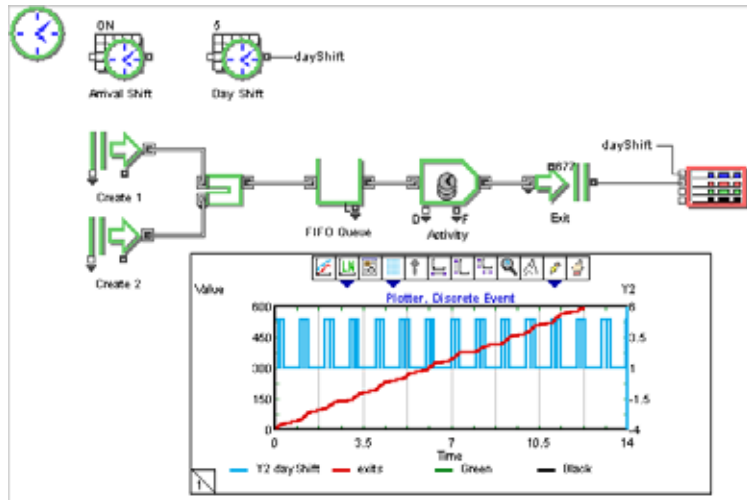 ON
5
dayShift
Arrival Shift
Day Shift
dayShift
Create 1
FIFO Queue
Activity
D
F
Exit
Create 2
LN
Value
Plotter, Discrete Event
Y2
600
6
450
3.5
300
1
150
-1.5
0
-4
0
3.5
7
10.5
14
Time
Y2 dayShift
exits
Green
Black
1